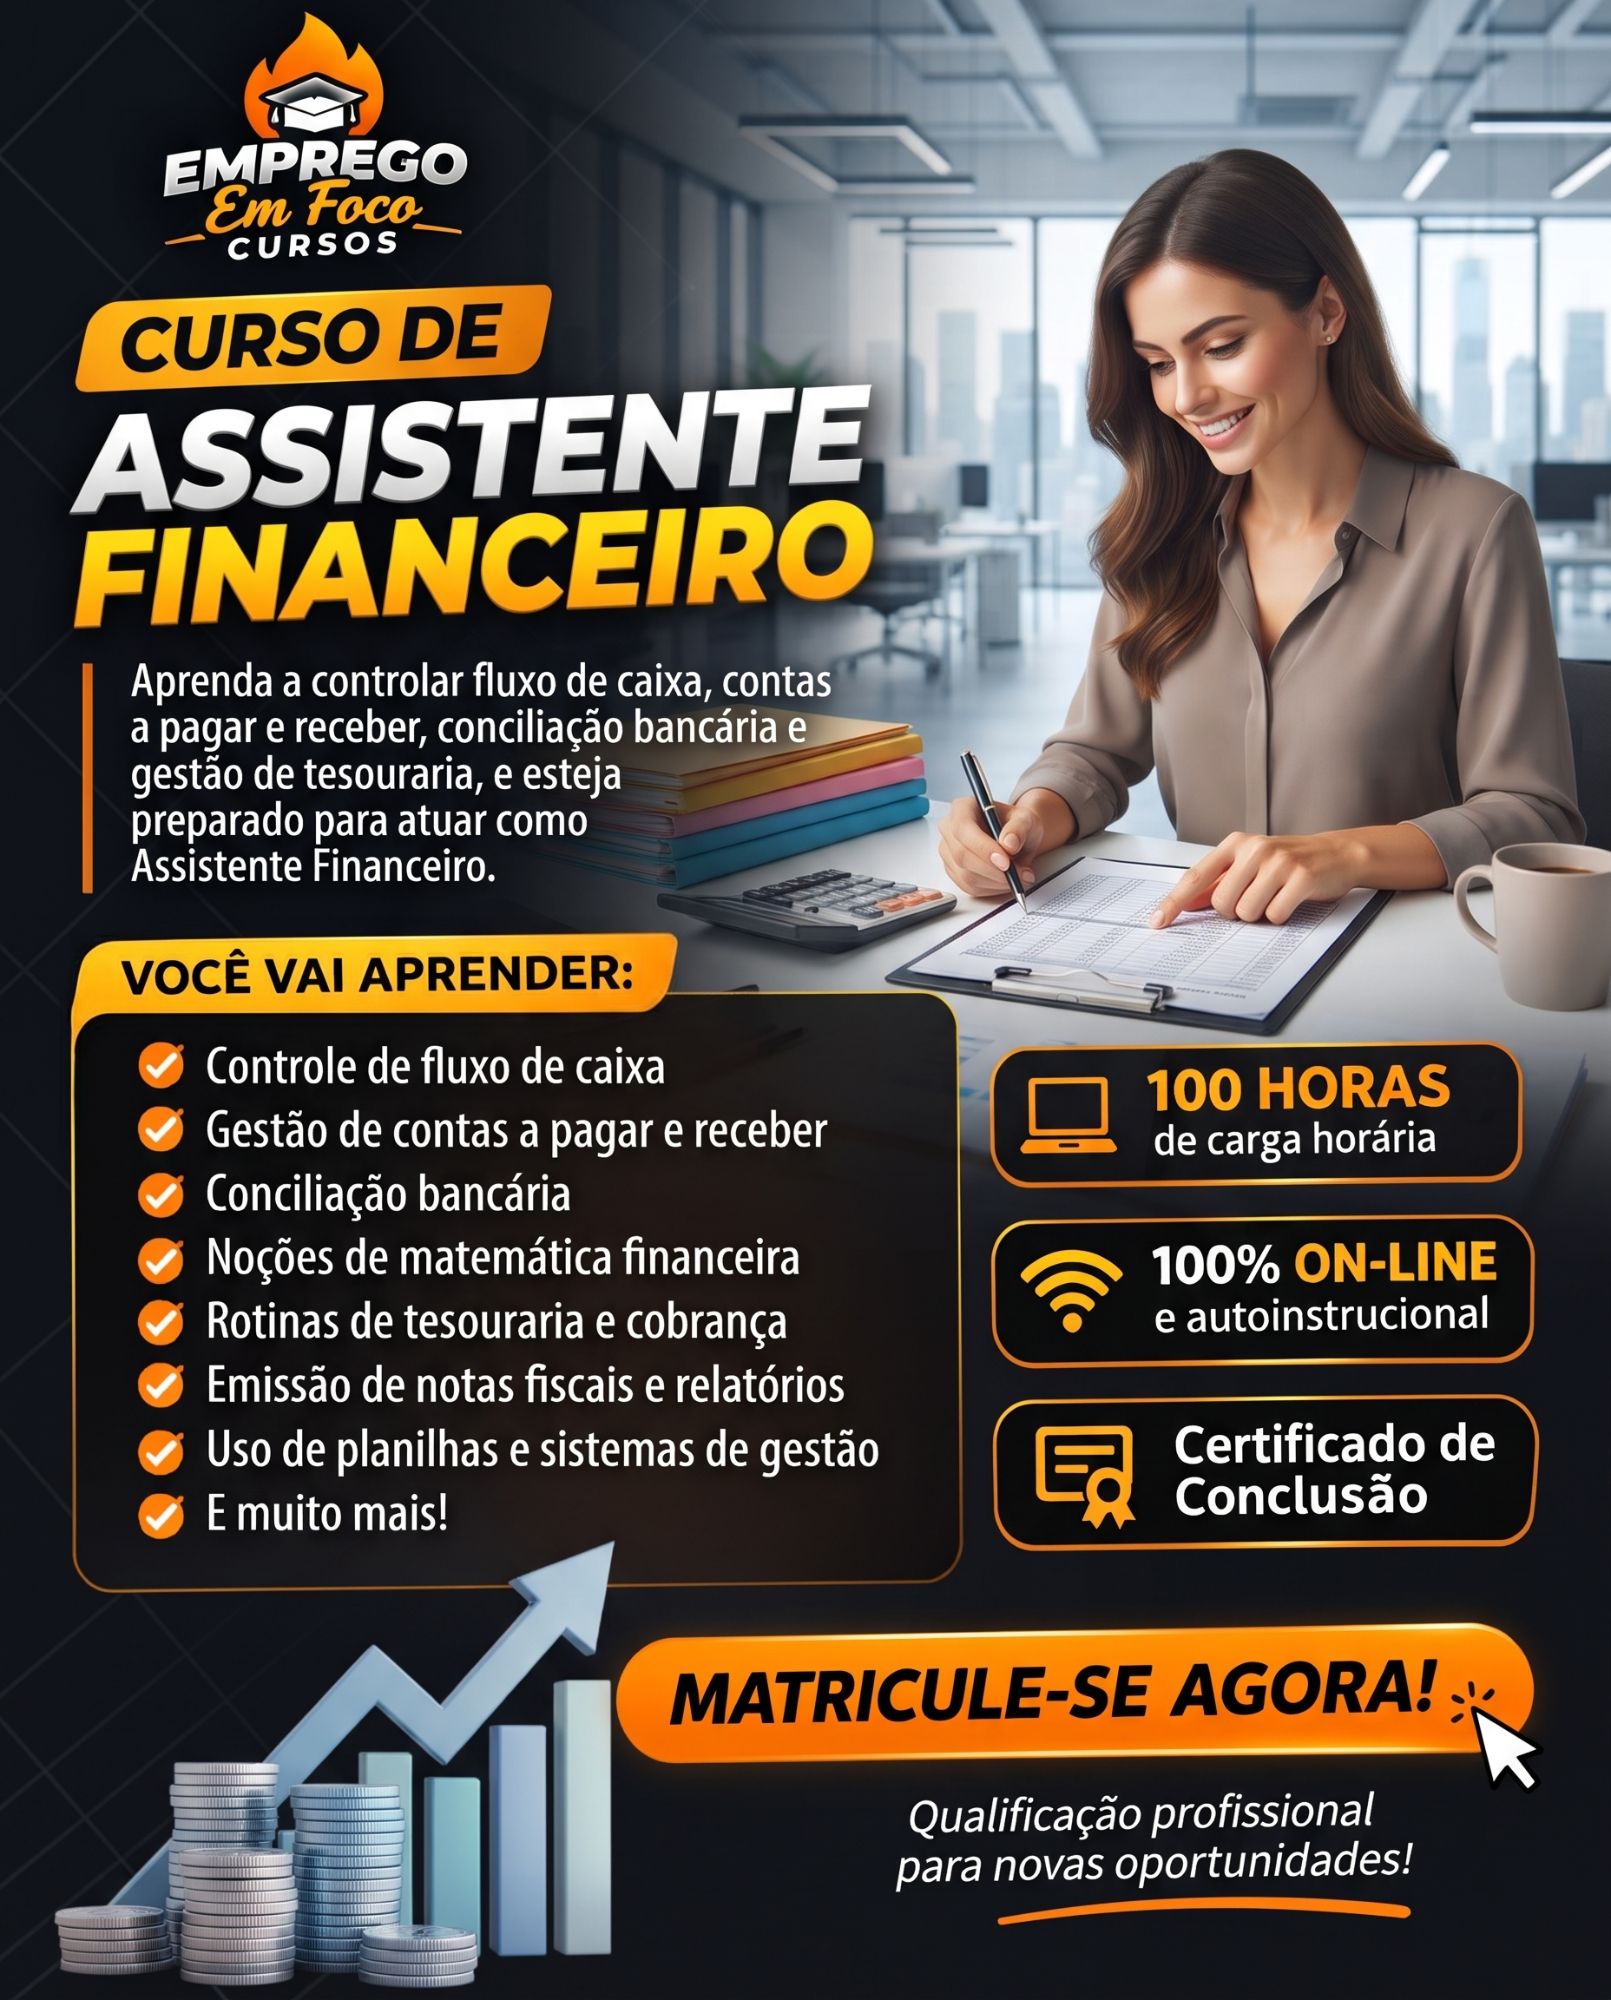 EMPREGO
Em Foco
CURSOS
CURSO DE
ASSISTENTE
FINANCEIRO
Aprenda a controlar fluxo de caixa, contas
a pagar e receber, conciliação bancária e
gestão de tesouraria, e esteja
preparado para atuar como
Assistente Financeiro.
VOCÊ VAI APRENDER:
Controle de fluxo de caixa
Gestão de contas a pagar e receber
Conciliação bancária
Noções de matemática financeira
Rotinas de tesouraria e cobrança
Emissão de notas fiscais e relatórios
Uso de planilhas e sistemas de gestão
E muito mais!
100 HORAS
de carga horária
100% ON-LINE
e autoinstrucional
Certificado de
Conclusão
MATRICULE-SE AGORA!
Qualificação profissional
para novas oportunidades!